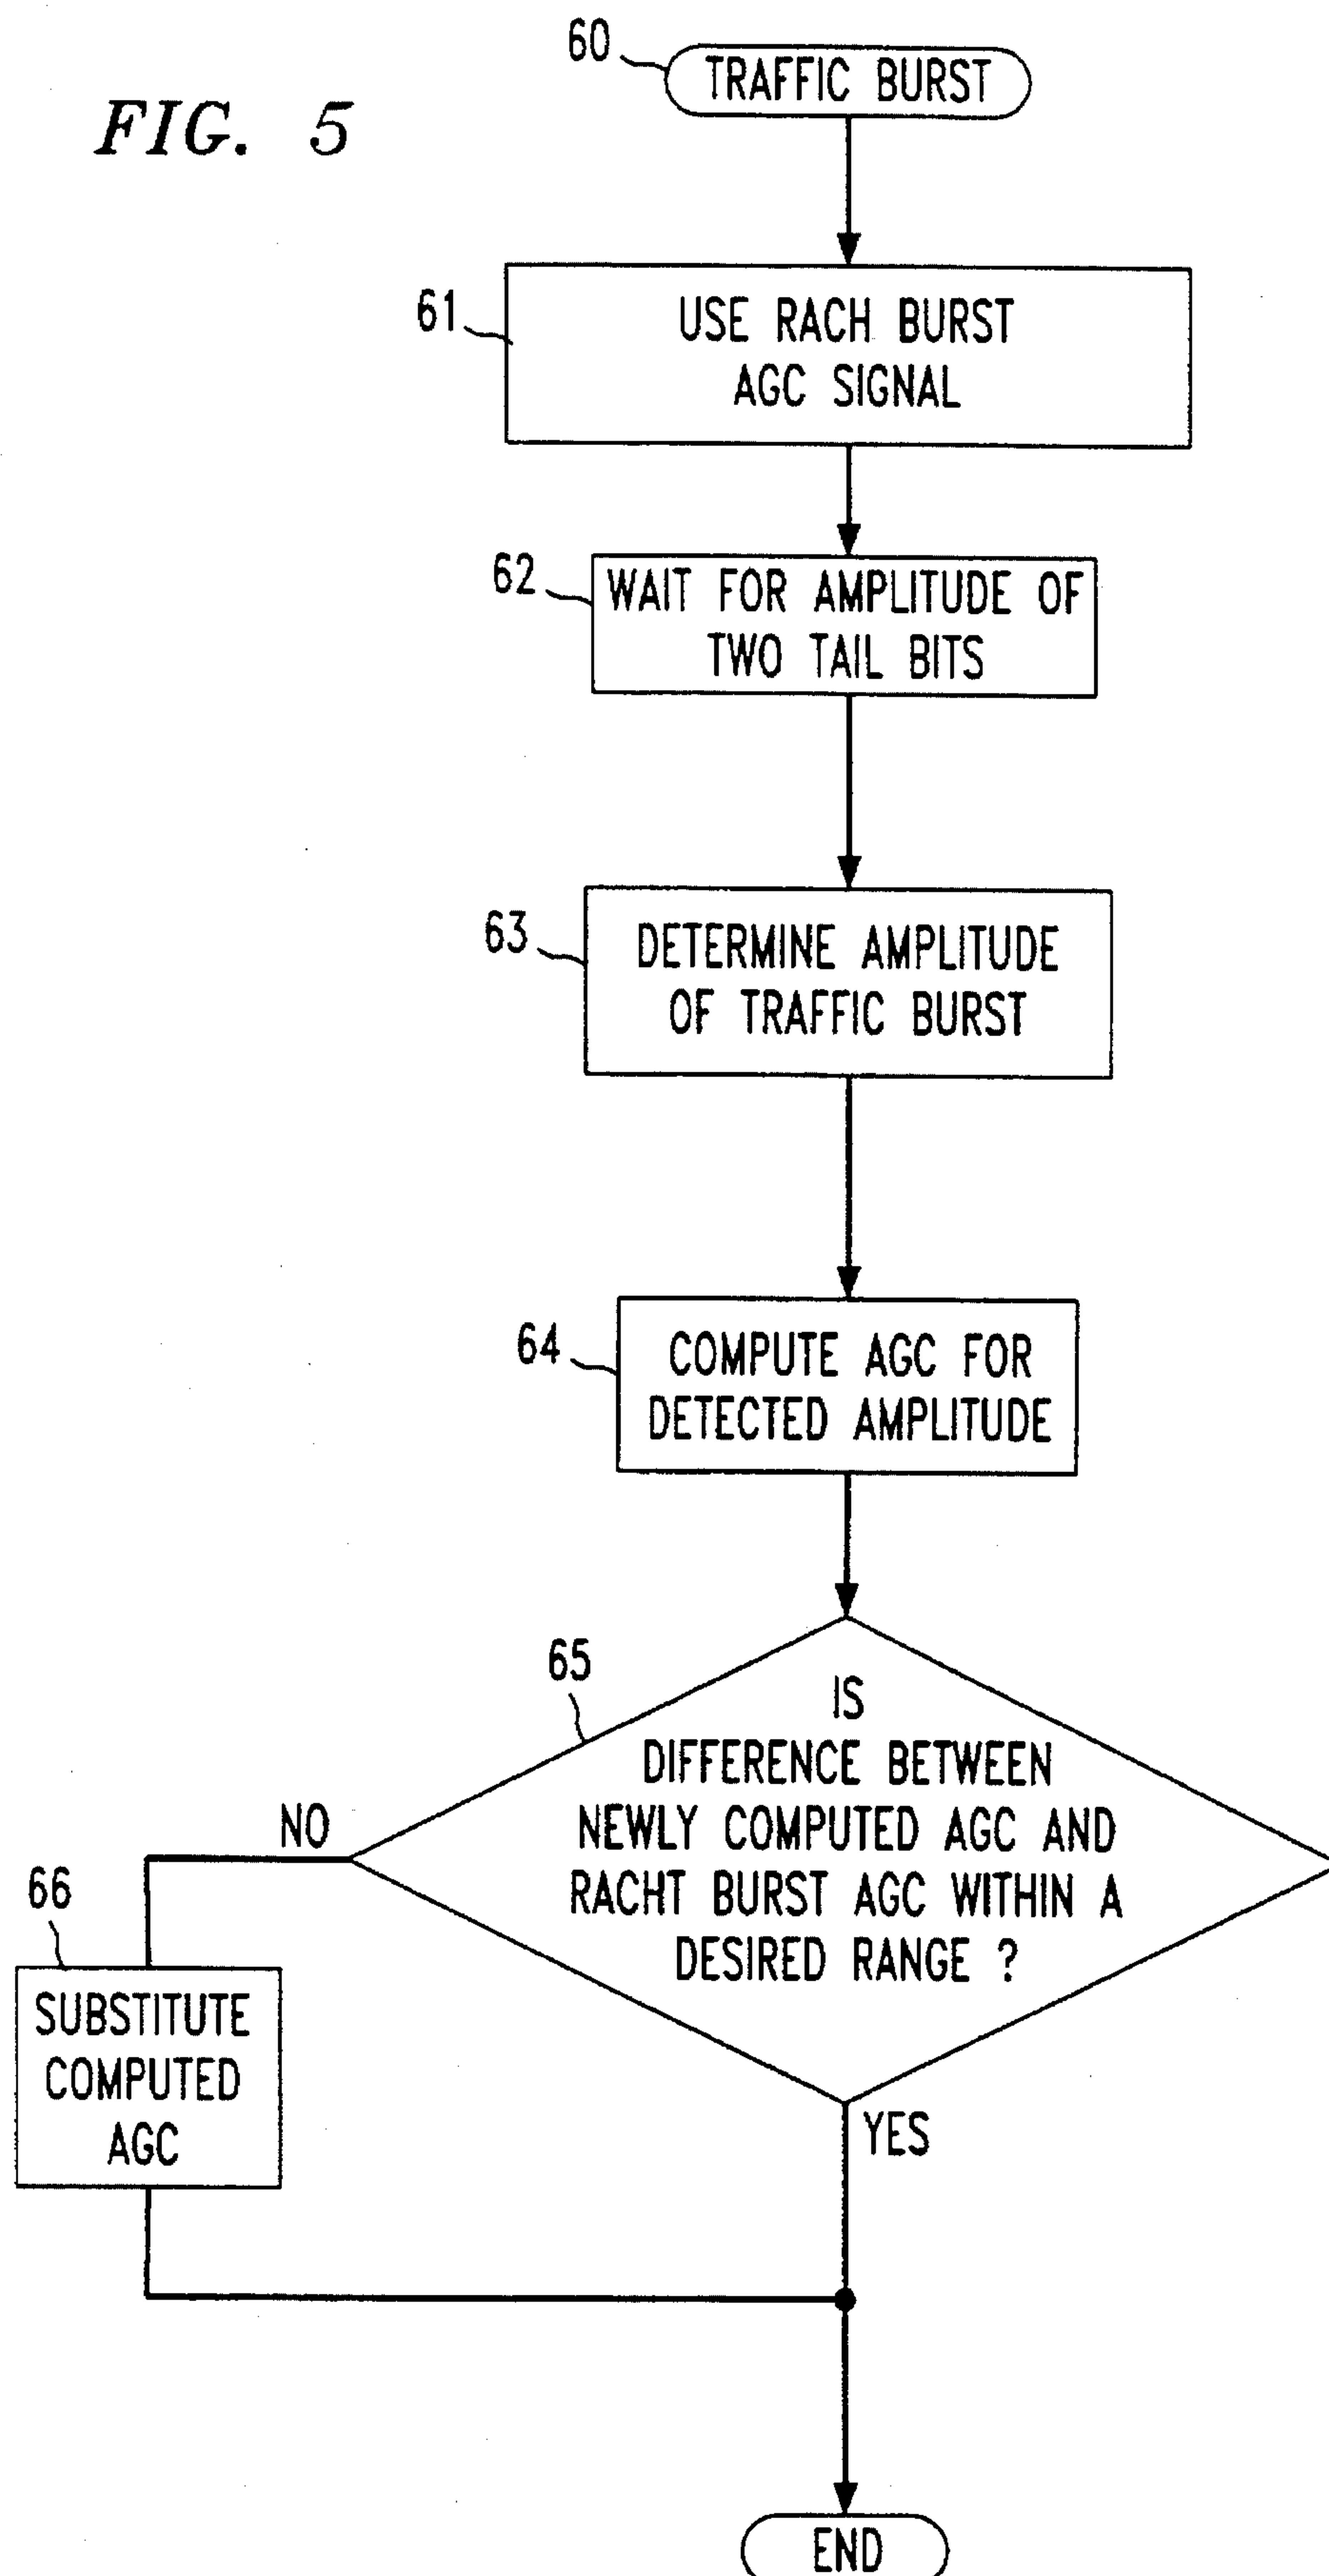 FIG. 5
60
TRAFFIC BURST
61
USE RACH BURST
AGC SIGNAL
62
WAIT FOR AMPLITUDE OF
TWO TAIL BITS
63
DETERMINE AMPLITUDE
OF TRAFFIC BURST
64
COMPUTE AGC FOR
DETECTED AMPLITUDE
65
IS
DIFFERENCE BETWEEN
NEWLY COMPUTED AGC AND
RACHT BURST AGC WITHIN A
DESIRED RANGE ?
NO
66
SUBSTITUTE
COMPUTED
AGC
YES
END